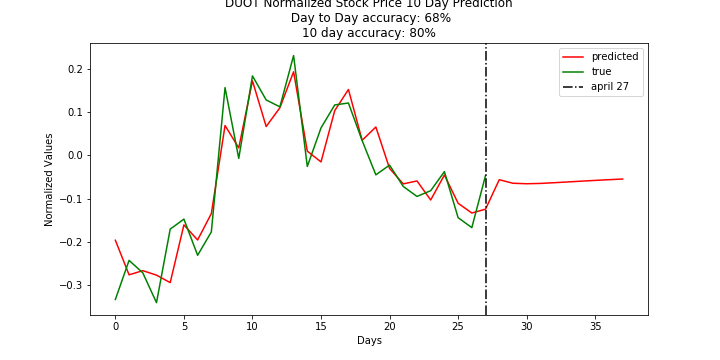 DUOT Normalized Stock Price 10 Day Prediction
Day to Day accuracy: 68%
10 day accuracy: 80%
predicted
true
april 27
Normalized Values
0.2
0.1
0.0
−0.1
−0.2
−0.3
0 5 10 15 20 25 30 35
Days